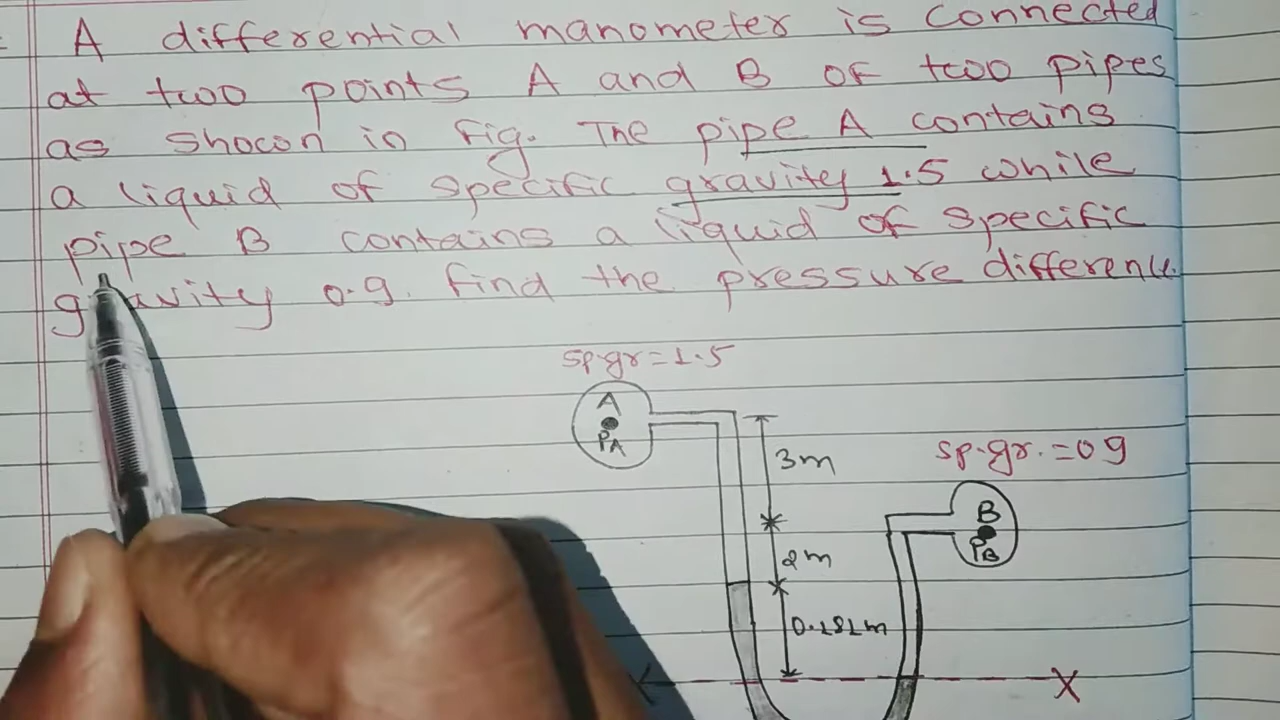 A differential manometer is connected
at two points A and B of two pipes
as shown in fig. The pipe A contains
a liquid of specific gravity 1.5 while
pipe B contains a liquid of specific
gravity 0.9. find the pressure difference.
sp.gr=1.5
A
PA
3m
sp.gr.=0 9
B
PB
2m
0.181m
X